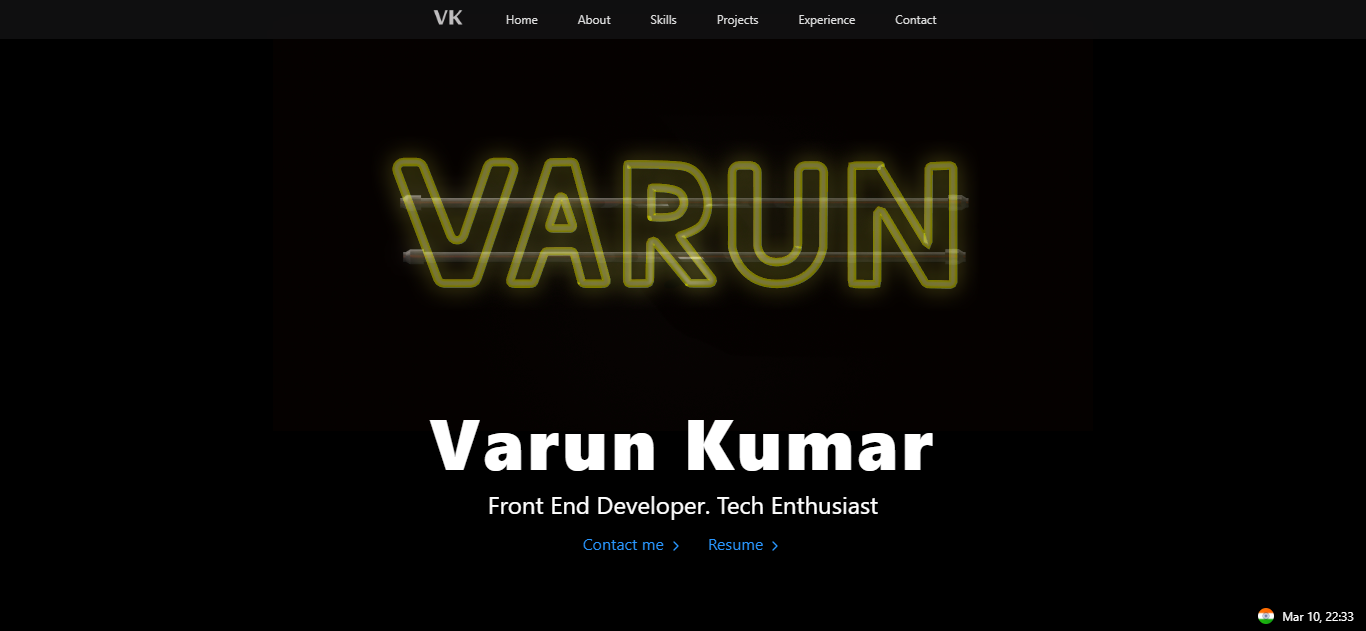 VK Home About Skills Projects Experience Contact
VARUN
Varun Kumar
Front End Developer. Tech Enthusiast
Contact me > Resume >
Mar 10, 22:33